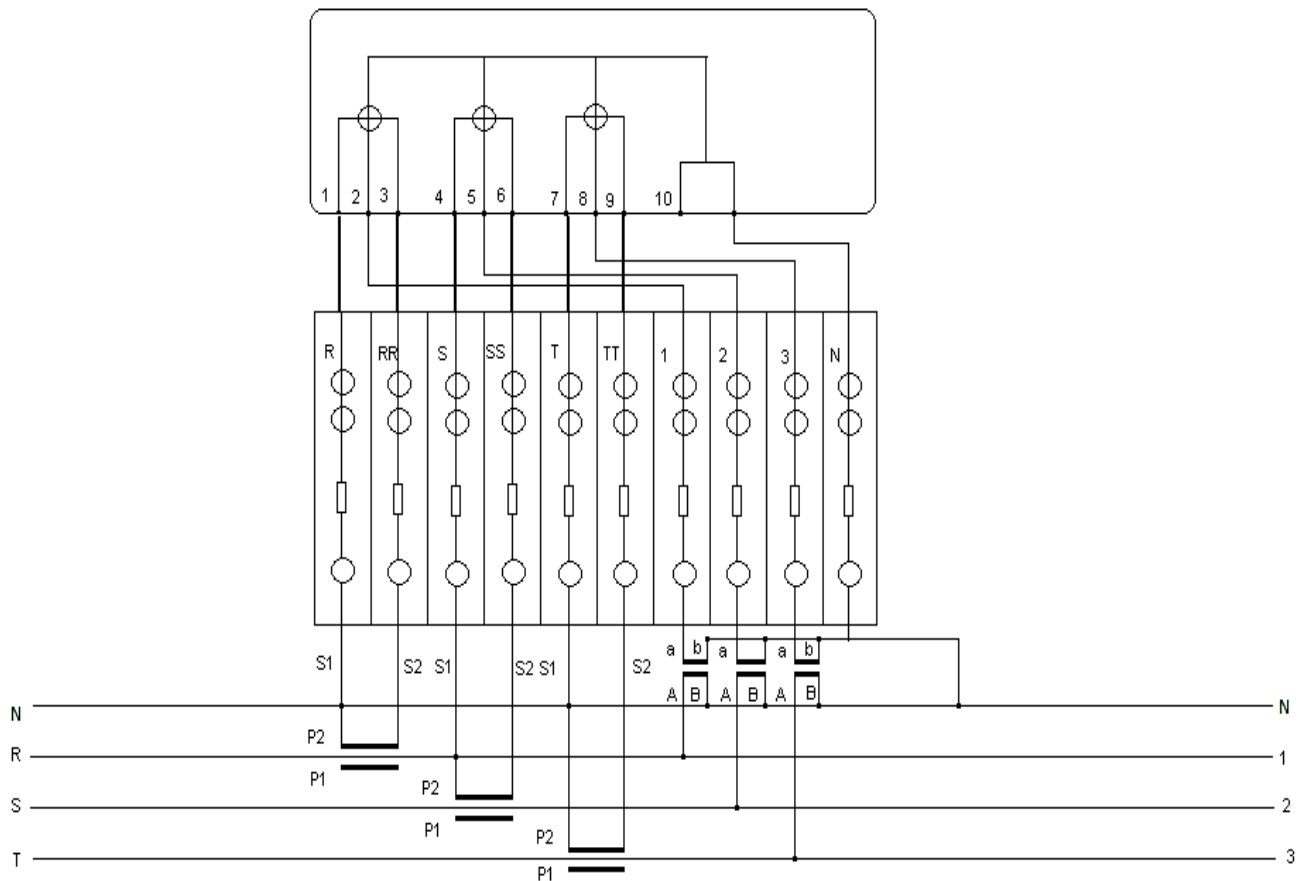 1 2 3 4 5 6 7 8 9 10
R RR S SS T TT 1 2 3 N
a b a a b
S1 S2 S1 S2 S1 S2
A B A B A B
N N
P2
R 1
P1 P2
S 2
P1 P2
T 3
P1